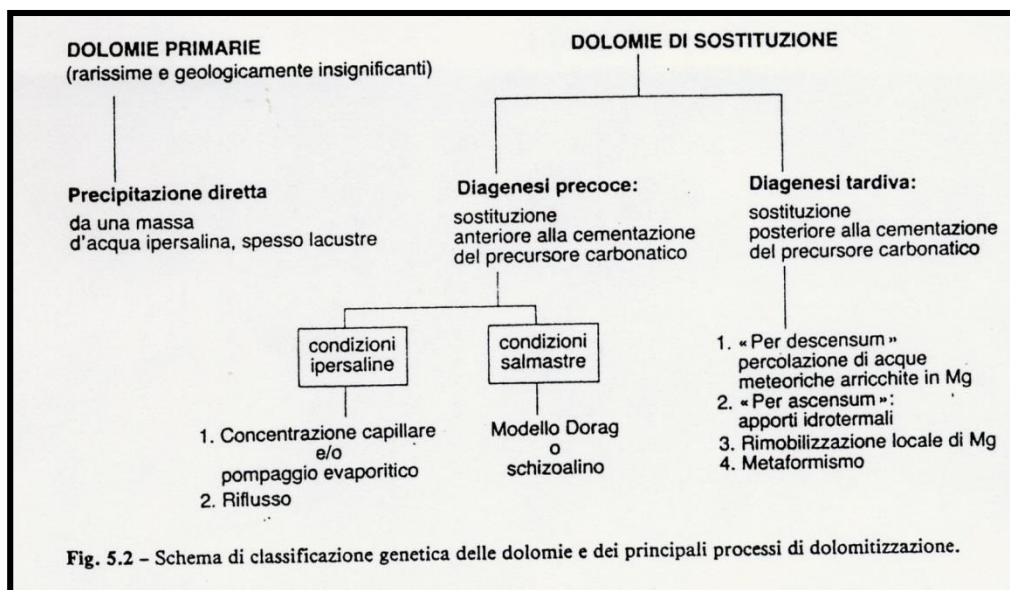 DOLOMIE PRIMARIE
(rarissime e geologicamente insignificanti)
Precipitazione diretta
da una massa
d'acqua ipersalina, spesso lacustre
DOLOMIE DI SOSTITUZIONE
Diagenesi precoce:
sostituzione
anteriore alla cementazione
del precursore carbonatico
condizioni
ipersaline
1. Concentrazione capillare
e/o
pompaggio evaporitico
2. Riflusso
condizioni
salmastre
Modello Dorag
o
schizoalino
Diagenesi tardiva:
sostituzione
posteriore alla cementazione
del precursore carbonatico
1. «Per descensum»
percolazione di acque
meteoriche arricchite in Mg
2. «Per ascensum»:
apporti idrotermali
3. Rimobilizzazione locale di Mg
4. Metaformismo
Fig. 5.2 – Schema di classificazione genetica delle dolomie e dei principali processi di dolomitizzazione.